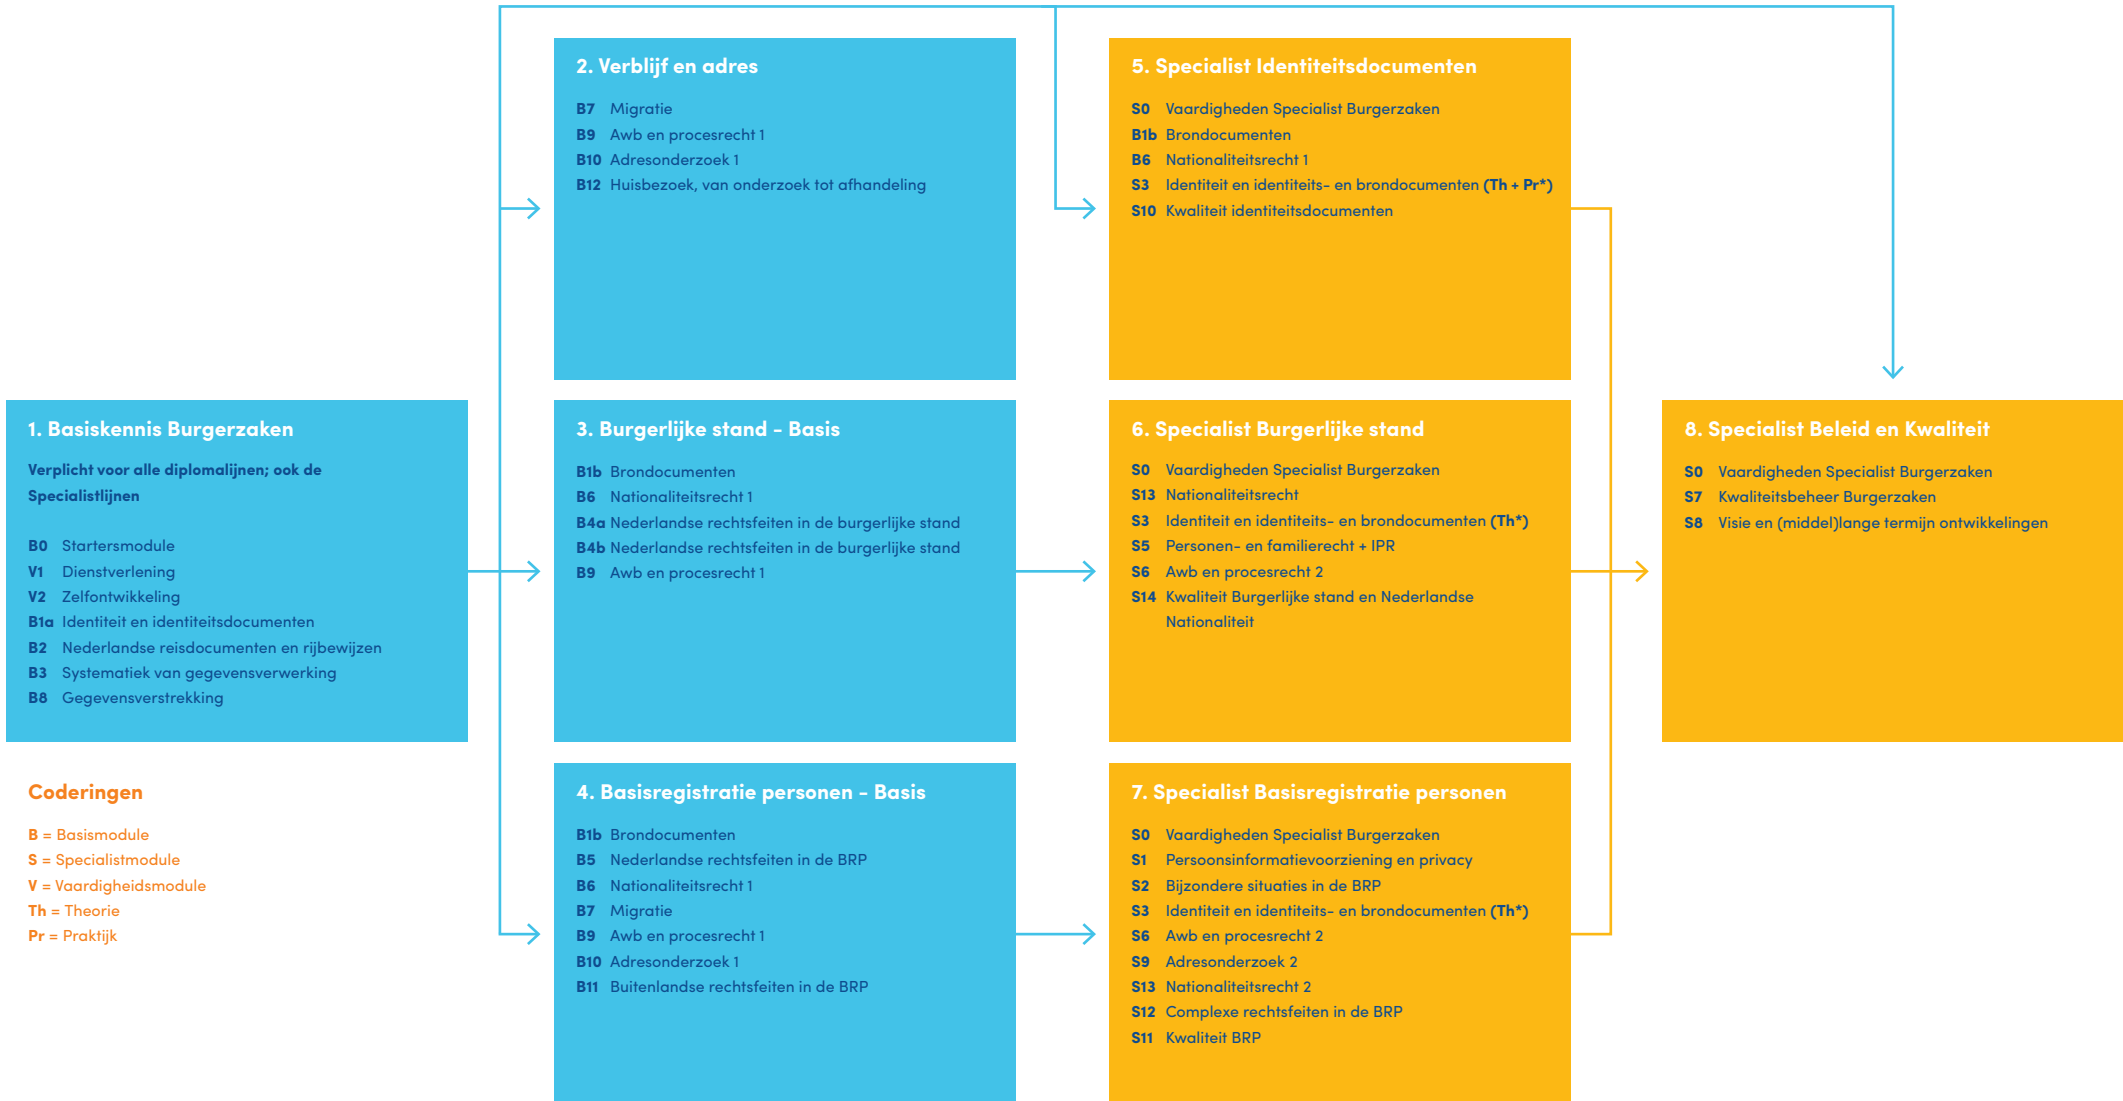 1. Basiskennis Burgerzaken
Verplicht voor alle diplomalijnen; ook de
Specialistlijnen
B0 Startersmodule
V1 Dienstverlening
V2 Zelfontwikkeling
B1a Identiteit en identiteitsdocumenten
B2 Nederlandse reisdocumenten en rijbewijzen
B3 Systematiek van gegevensverwerking
B8 Gegevensverstrekking
Coderingen
B = Basismodule
S = Specialistmodule
V = Vaardigheidsmodule
Th = Theorie
Pr = Praktijk
2. Verblijf en adres
B7 Migratie
B9 Awb en procesrecht 1
B10 Adresonderzoek 1
B12 Huisbezoek, van onderzoek tot afhandeling
3. Burgerlijke stand - Basis
B1b Brondocumenten
B6 Nationaliteitsrecht 1
B4a Nederlandse rechtsfeiten in de burgerlijke stand
B4b Nederlandse rechtsfeiten in de burgerlijke stand
B9 Awb en procesrecht 1
4. Basisregistratie personen - Basis
B1b Brondocumenten
B5 Nederlandse rechtsfeiten in de BRP
B6 Nationaliteitsrecht 1
B7 Migratie
B9 Awb en procesrecht 1
B10 Adresonderzoek 1
B11 Buitenlandse rechtsfeiten in de BRP
5. Specialist Identiteitsdocumenten
S0 Vaardigheden Specialist Burgerzaken
B1b Brondocumenten
B6 Nationaliteitsrecht 1
S3 Identiteit en identiteits- en brondocumenten (Th + Pr*)
S10 Kwaliteit identiteitsdocumenten
6. Specialist Burgerlijke stand
S0 Vaardigheden Specialist Burgerzaken
S13 Nationaliteitsrecht
S3 Identiteit en identiteits- en brondocumenten (Th*)
S5 Personen- en familierecht + IPR
S6 Awb en procesrecht 2
S14 Kwaliteit Burgerlijke stand en Nederlandse
Nationaliteit
7. Specialist Basisregistratie personen
S0 Vaardigheden Specialist Burgerzaken
S1 Persoonsinformatievoorziening en privacy
S2 Bijzondere situaties in de BRP
S3 Identiteit en identiteits- en brondocumenten (Th*)
S6 Awb en procesrecht 2
S9 Adresonderzoek 2
S13 Nationaliteitsrecht 2
S12 Complexe rechtsfeiten in de BRP
S11 Kwaliteit BRP
8. Specialist Beleid en Kwaliteit
S0 Vaardigheden Specialist Burgerzaken
S7 Kwaliteitsbeheer Burgerzaken
S8 Visie en (middel)lange termijn ontwikkelingen